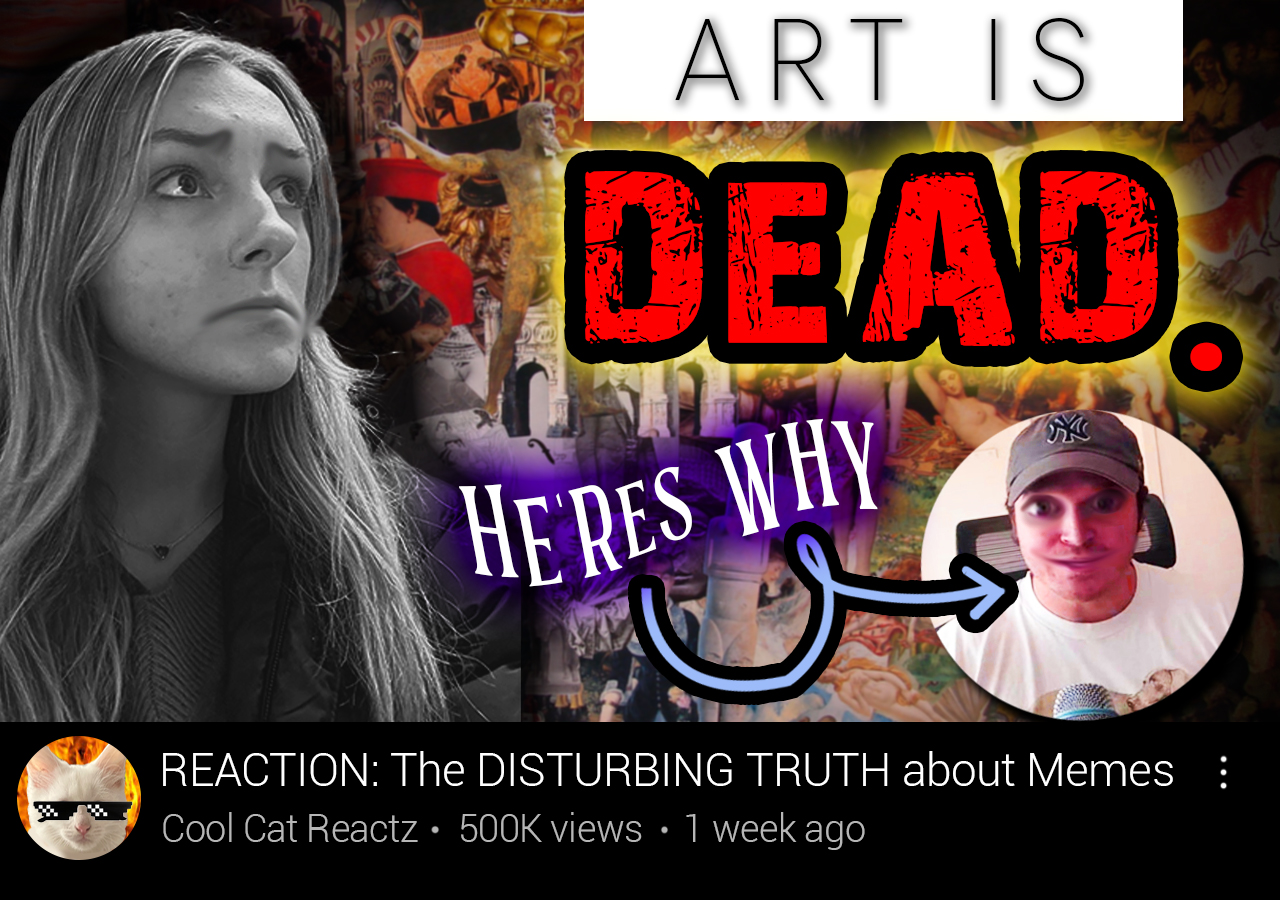 ART IS
DEAD.
HE'RES WHY
NY
REACTION: The DISTURBING TRUTH about Memes
Cool Cat Reactz • 500K views • 1 week ago